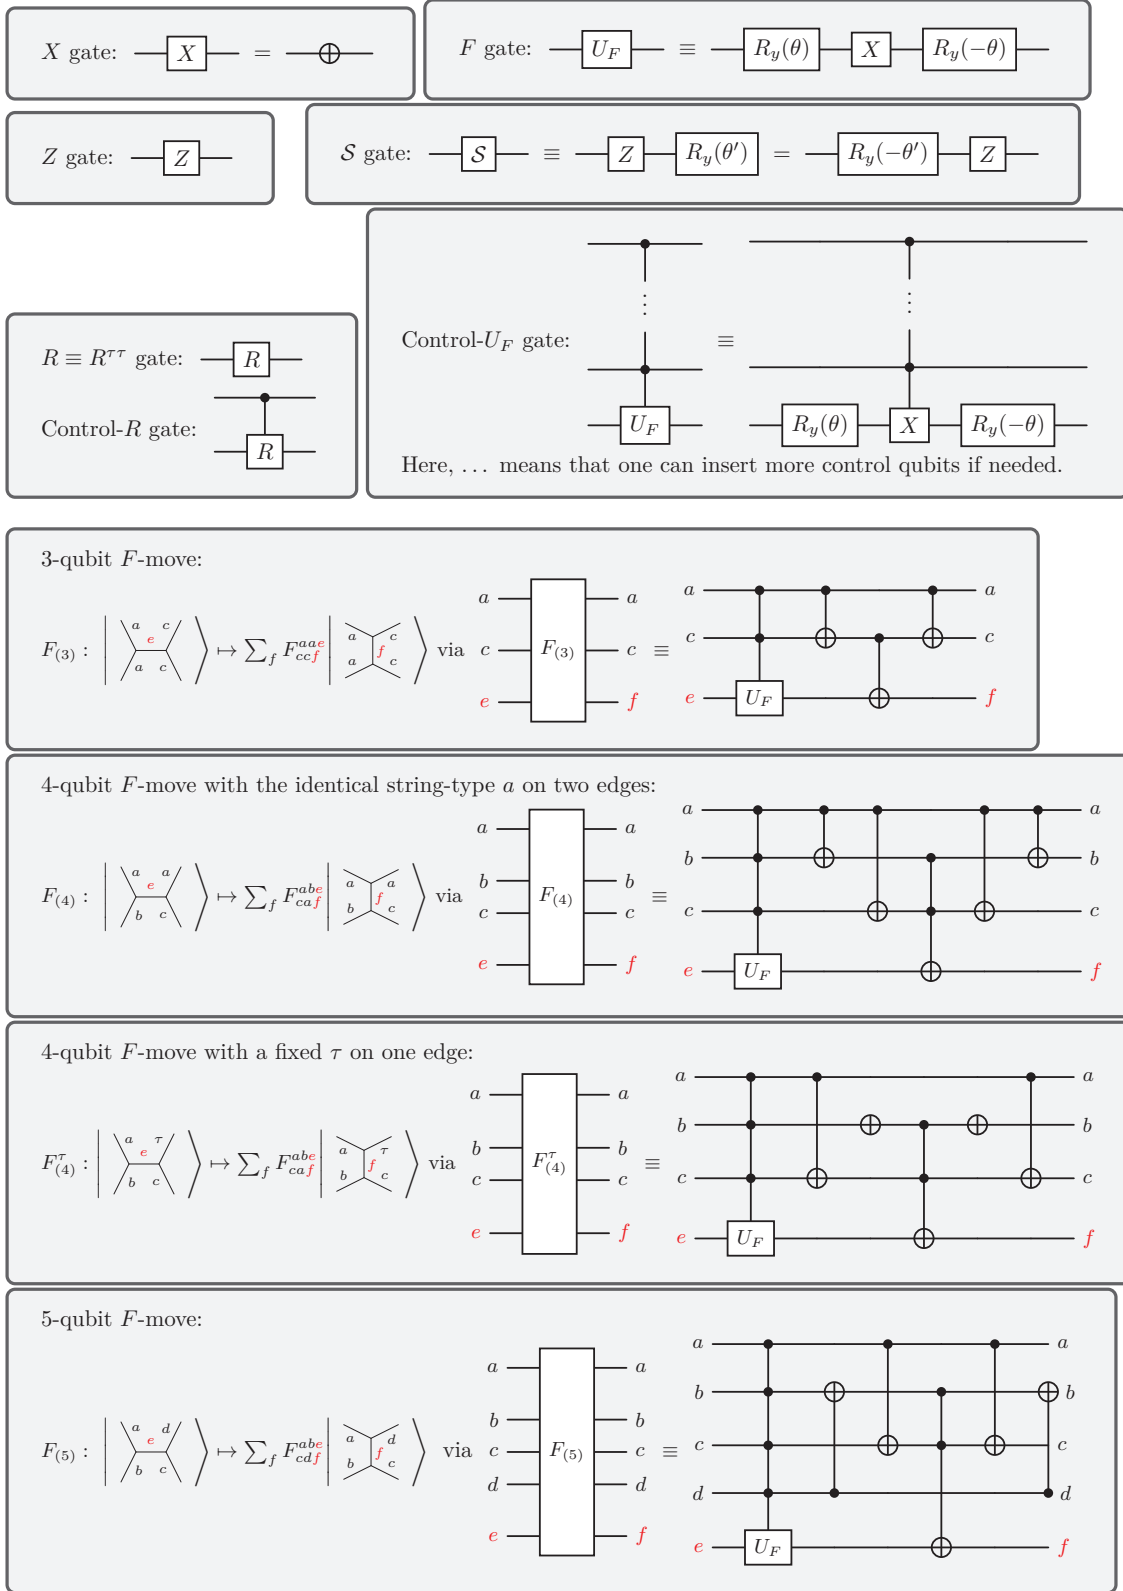 X gate: X = ⊕
F gate: U_F ≡ R_y(θ) X R_y(−θ)
Z gate: Z
𝒮 gate: 𝒮 ≡ Z R_y(θ′) = R_y(−θ′) Z
R ≡ R^{ττ} gate: R
Control-R gate: R
Control-U_F gate: U_F ≡ R_y(θ) X R_y(−θ)
Here, … means that one can insert more control qubits if needed.
3-qubit F-move:
F_{(3)} : | a c e a c ⟩ ↦ ∑_f F^{aae}_{ccf} | a c f a c ⟩ via
a a
c F_{(3)} c
e f
≡
a a
c c
e U_F f
4-qubit F-move with the identical string-type a on two edges:
F_{(4)} : | a a e b c ⟩ ↦ ∑_f F^{abe}_{caf} | a a f b c ⟩ via
a a
b b
F_{(4)}
c c
e f
≡
a a
b b
c c
e U_F f
4-qubit F-move with a fixed τ on one edge:
F^τ_{(4)} : | a τ e b c ⟩ ↦ ∑_f F^{abe}_{caf} | a τ f b c ⟩ via
a a
b b
F^τ_{(4)}
c c
e f
≡
a a
b b
c c
e U_F f
5-qubit F-move:
F_{(5)} : | a d e b c ⟩ ↦ ∑_f F^{abe}_{cdf} | a d f b c ⟩ via
a a
b b
c F_{(5)} c
d d
e f
≡
a a
b b
c c
d d
e U_F f